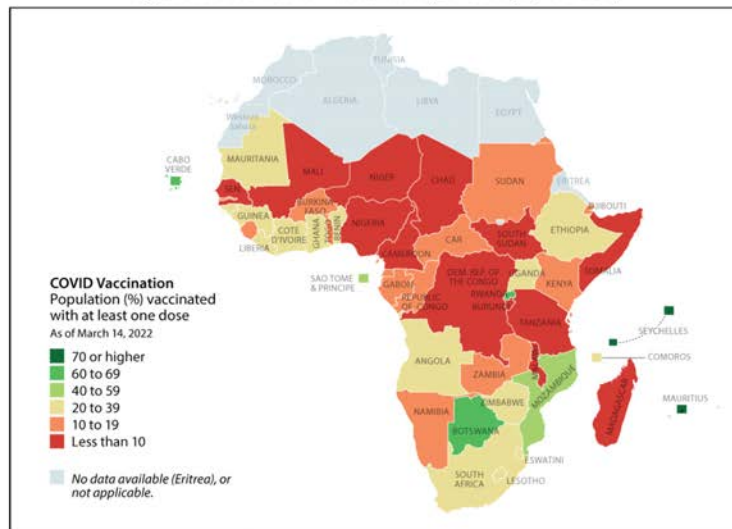 MOROCCO
TUNISIA
ALGERIA
LIBYA
EGYPT
Western
Sahara
CABO
VERDE
MAURITANIA
MALI
NIGER
CHAD
SUDAN
ERITREA
SEN.
BURKINA
FASO
DJIBOUTI
GUINEA
NIGERIA
ETHIOPIA
COTE
D'IVOIRE
GHANA
TOGO
BENIN
CAR
SOUTH
SUDAN
LIBERIA
CAMEROON
SOMALIA
SAO TOME
& PRINCIPE
GABON
REPUBLIC
OF CONGO
DEM. REP. OF
THE CONGO
UGANDA
KENYA
RWANDA
BURUNDI
TANZANIA
SEYCHELLES
COMOROS
ANGOLA
ZAMBIA
MOZAMBIQUE
MADAGASCAR
MAURITIUS
ZIMBABWE
NAMIBIA
BOTSWANA
ESWATINI
SOUTH
AFRICA
LESOTHO
COVID Vaccination
Population (%) vaccinated
with at least one dose
As of March 14, 2022
70 or higher
60 to 69
40 to 59
20 to 39
10 to 19
Less than 10
No data available (Eritrea), or
not applicable.